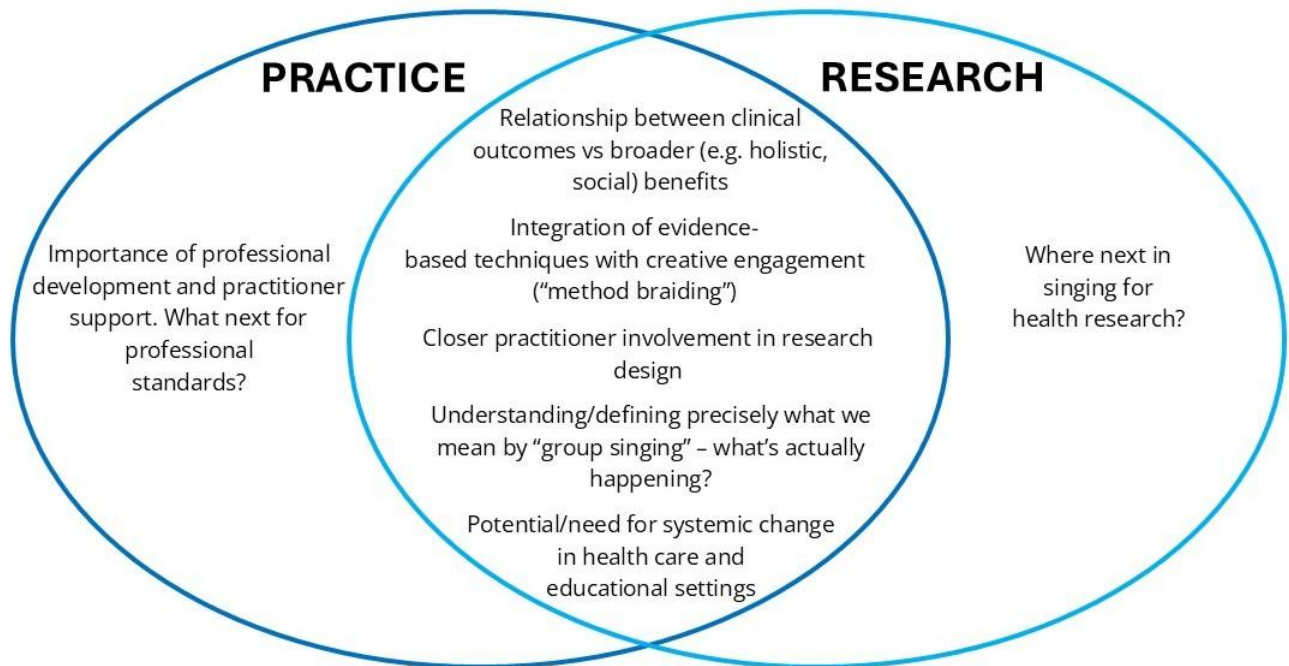 PRACTICE
RESEARCH
Relationship between clinical
outcomes vs broader (e.g. holistic,
social) benefits
Integration of evidence-
based techniques with creative engagement
(“method braiding”)
Closer practitioner involvement in research
design
Understanding/defining precisely what we
mean by “group singing” – what’s actually
happening?
Potential/need for systemic change
in health care and
educational settings
Importance of professional
development and practitioner
support. What next for
professional
standards?
Where next in
singing for
health research?